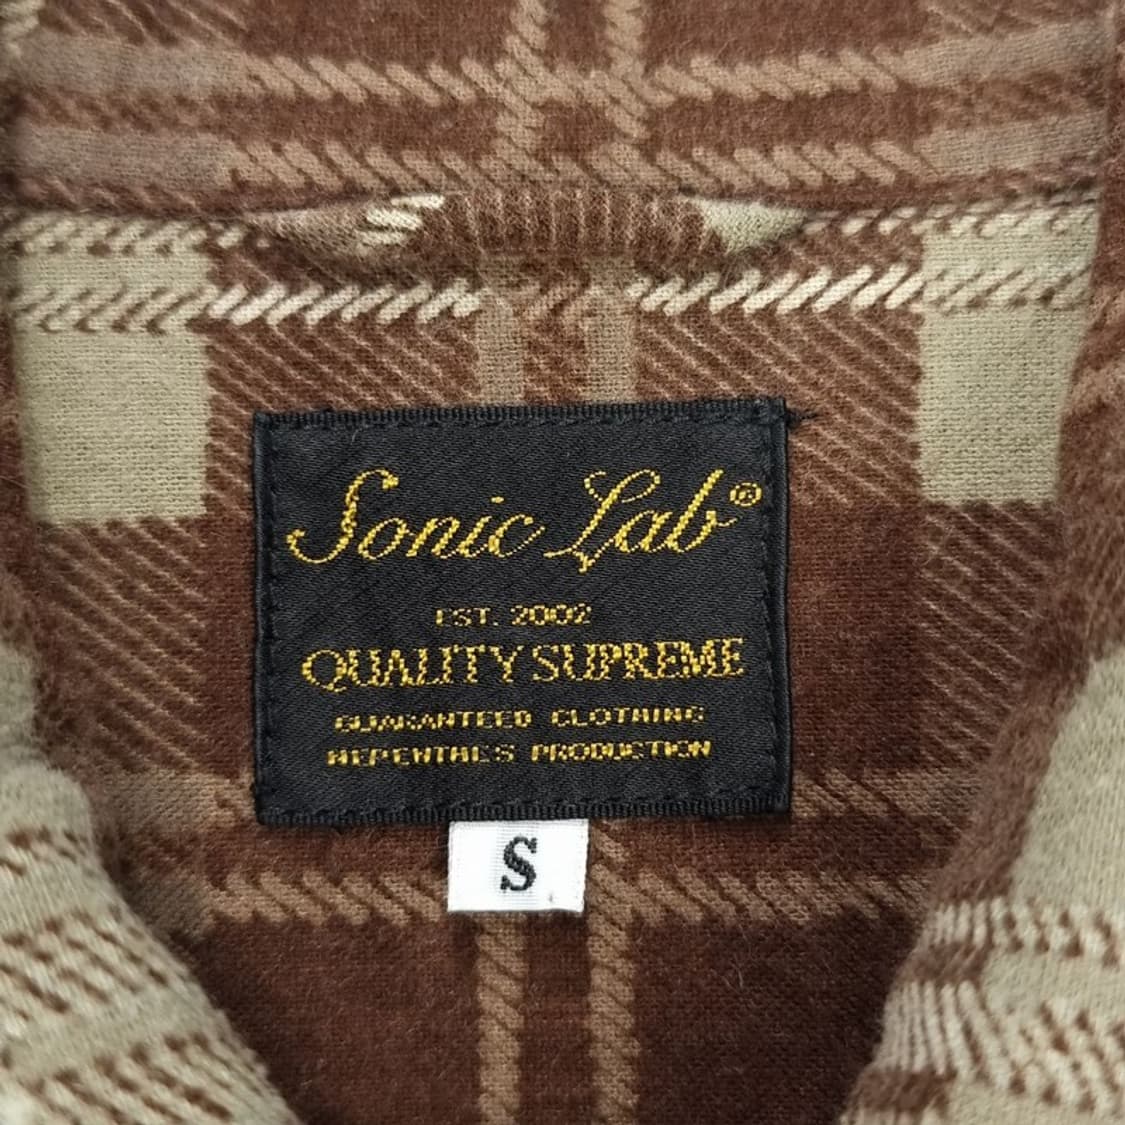 Sonic Lab®
EST. 2002
QUALITY SUPREME
GUARANTEED CLOTHING
NEPENTHES PRODUCTION
S